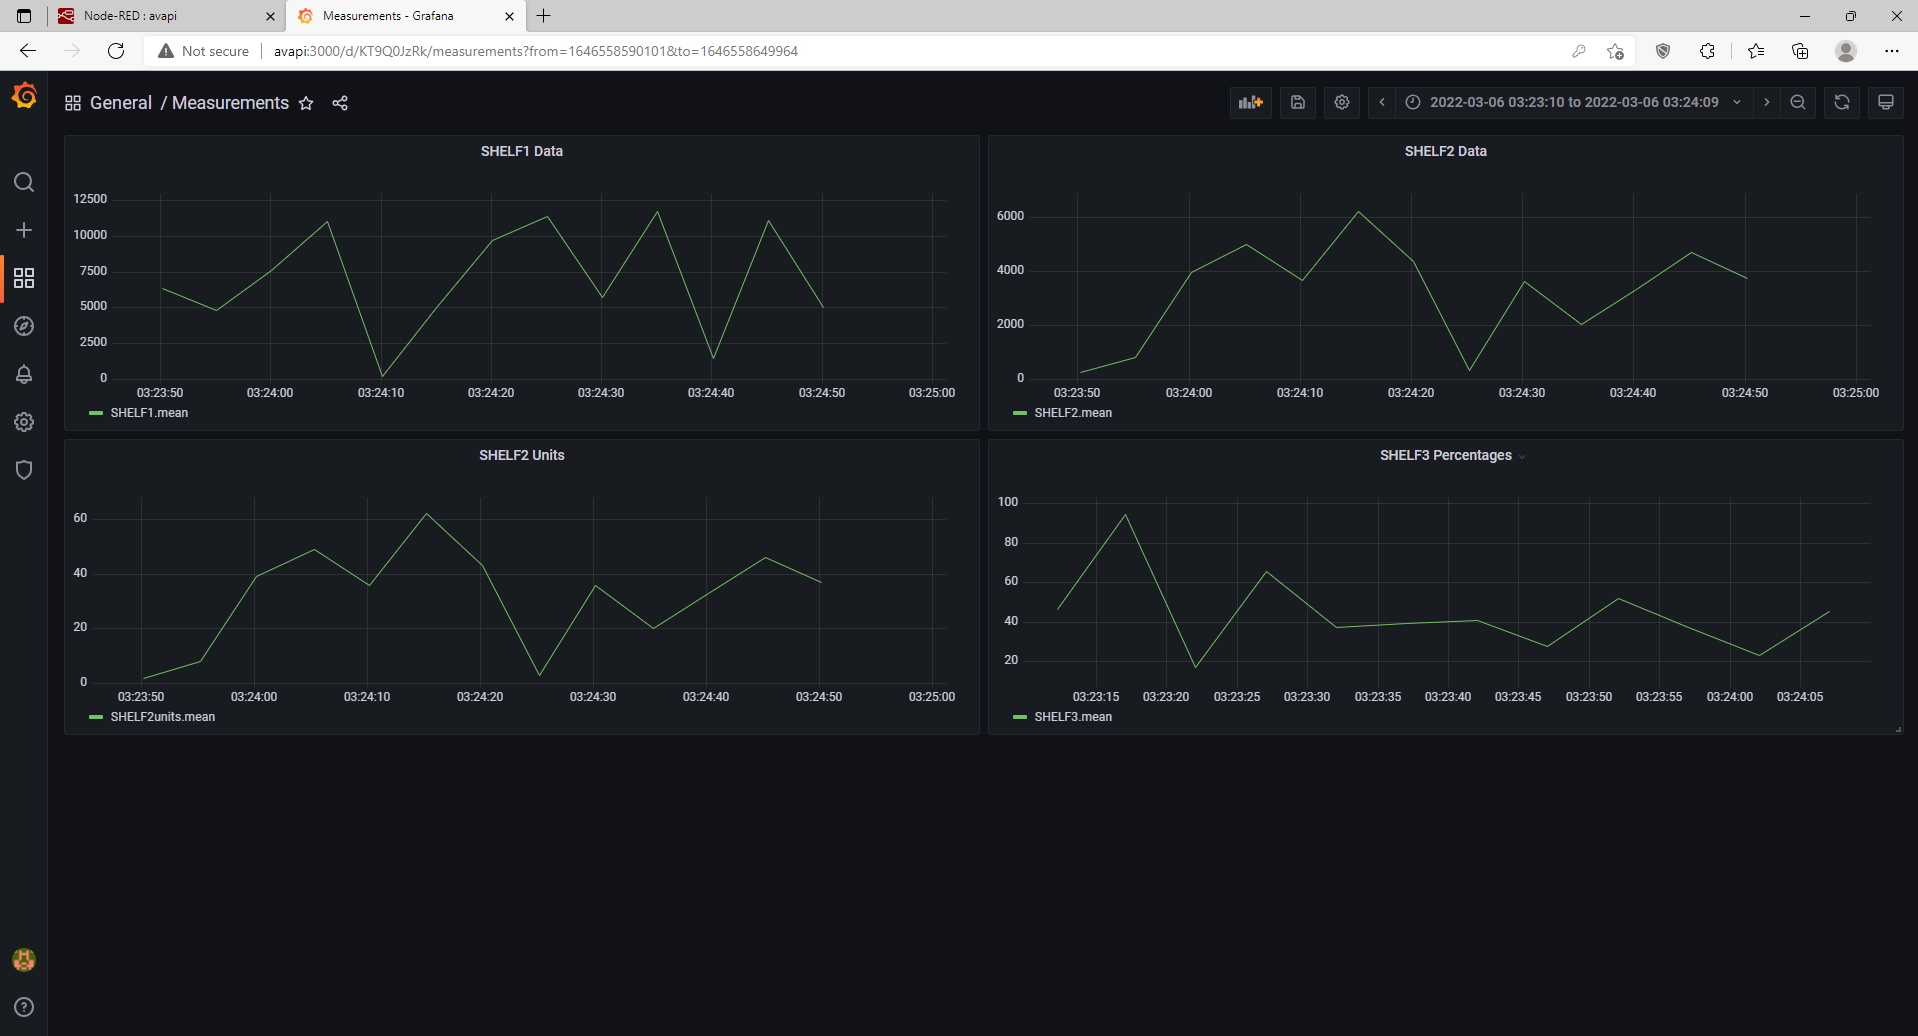 Node-RED : avapi
Measurements - Grafana
Not secure
avapi:3000/d/KT9Q0JzRk/measurements?from=1646558590101&to=1646558649964
General / Measurements
2022-03-06 03:23:10 to 2022-03-06 03:24:09
SHELF1 Data
12500
10000
7500
5000
2500
0
03:23:50 03:24:00 03:24:10 03:24:20 03:24:30 03:24:40 03:24:50 03:25:00
SHELF1.mean
SHELF2 Data
6000
4000
2000
0
03:23:50 03:24:00 03:24:10 03:24:20 03:24:30 03:24:40 03:24:50 03:25:00
SHELF2.mean
SHELF2 Units
60
40
20
0
03:23:50 03:24:00 03:24:10 03:24:20 03:24:30 03:24:40 03:24:50 03:25:00
SHELF2units.mean
SHELF3 Percentages
100
80
60
40
20
03:23:15 03:23:20 03:23:25 03:23:30 03:23:35 03:23:40 03:23:45 03:23:50 03:23:55 03:24:00 03:24:05
SHELF3.mean